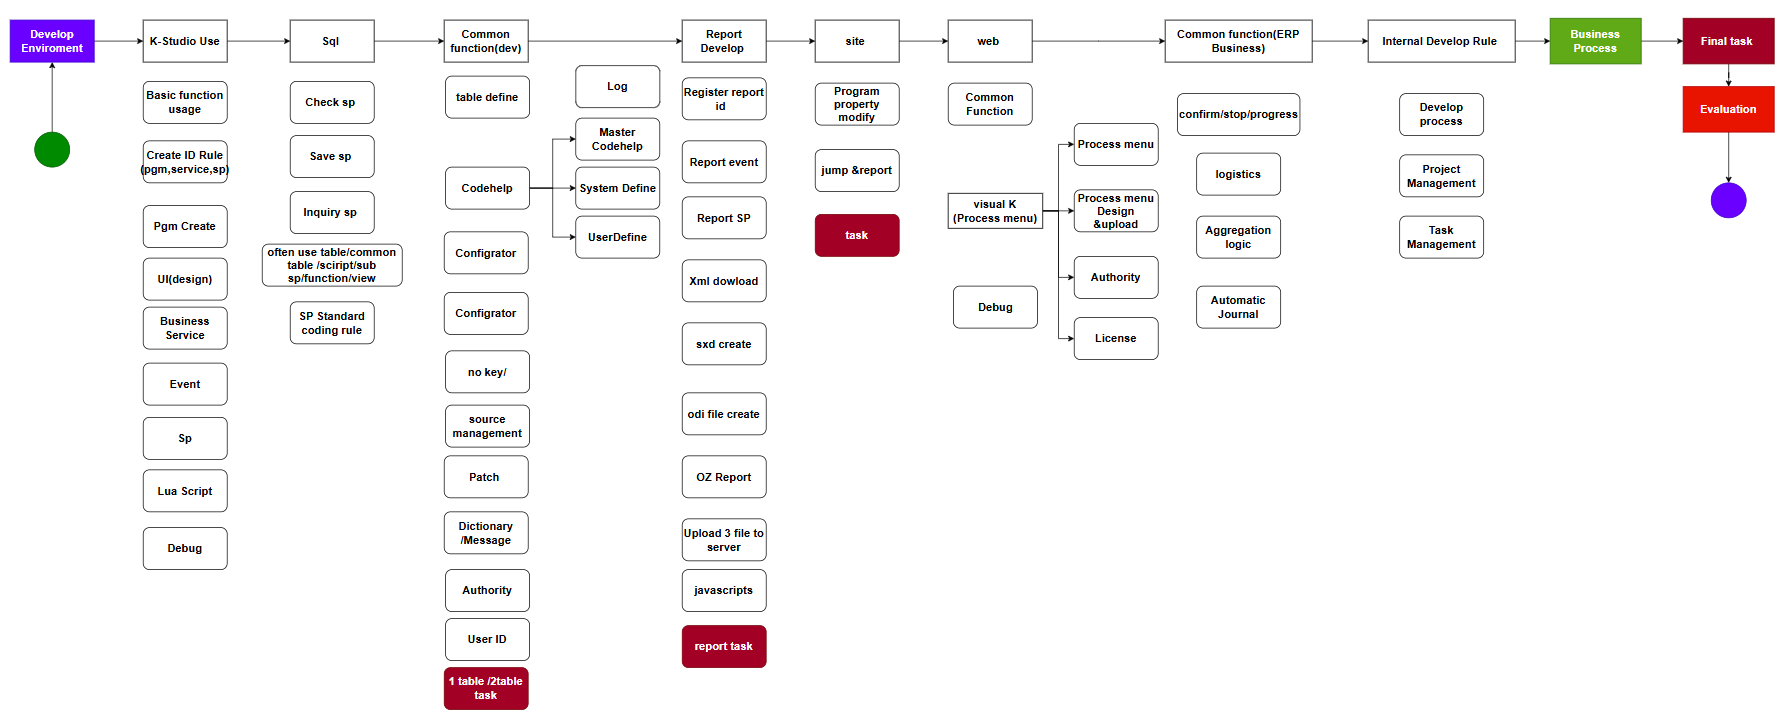 Develop
Enviroment
K-Studio Use
Sql
Common
function(dev)
Report
Develop
site
web
Common function(ERP
Business)
Internal Develop Rule
Business
Process
Final task
Basic function
usage
Create ID Rule
(pgm,service,sp)
Pgm Create
UI(design)
Business
Service
Event
Sp
Lua Script
Debug
Check sp
Save sp
Inquiry sp
often use table/common
table /sciript/sub
sp/function/view
SP Standard
coding rule
table define
Codehelp
Configrator
Configrator
no key/
source
management
Patch
Dictionary
/Message
Authority
User ID
1 table /2table
task
Log
Master
Codehelp
System Define
UserDefine
Register report
id
Report event
Report SP
Xml dowload
sxd create
odi file create
OZ Report
Upload 3 file to
server
javascripts
report task
Program
property
modify
jump &report
task
Common
Function
visual K
(Process menu)
Debug
Process menu
Process menu
Design
&upload
Authority
License
confirm/stop/progress
logistics
Aggregation
logic
Automatic
Journal
Develop
process
Project
Management
Task
Management
Evaluation